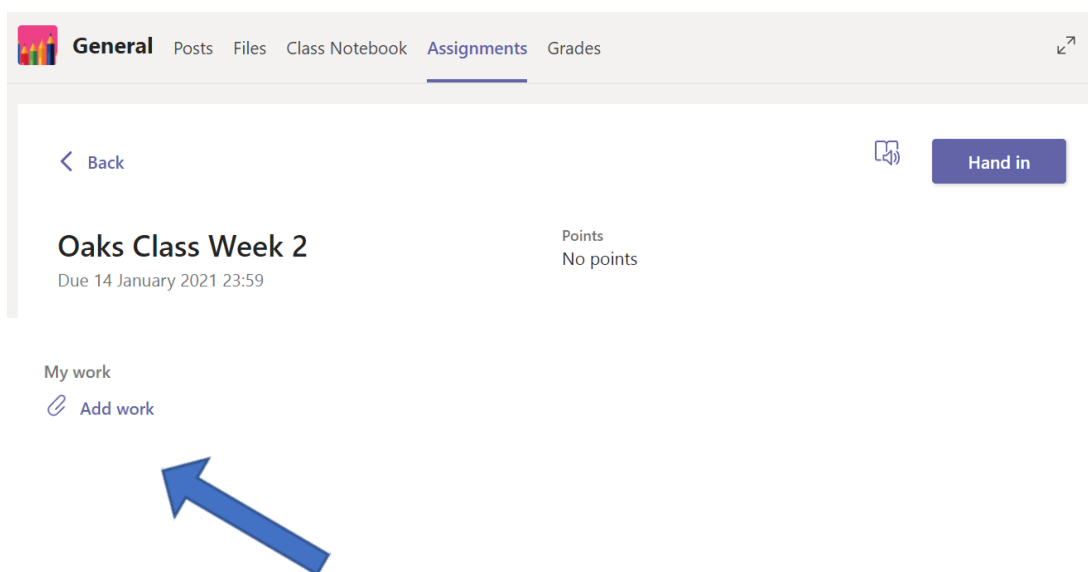 General Posts Files Class Notebook Assignments Grades
Back Hand in
Oaks Class Week 2
Due 14 January 2021 23:59
Points
No points
My work
Add work